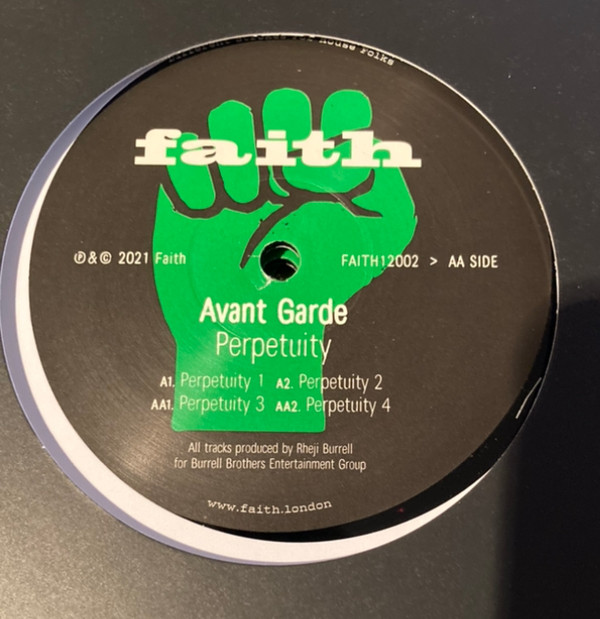 House Folks
faith
℗&© 2021 Faith
FAITH12002 > AA SIDE
Avant Garde
Perpetuity
A1. Perpetuity 1 A2. Perpetuity 2
AA1. Perpetuity 3 AA2. Perpetuity 4
All tracks produced by Rheji Burrell
for Burrell Brothers Entertainment Group
www.faith.london